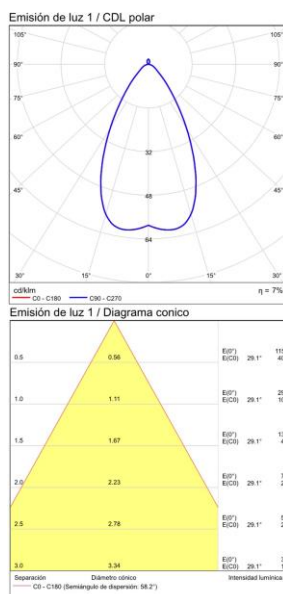 Emisión de luz 1 / CDL polar
105° 105°
90° 90°
75° 75°
60° 60°
32
45° 48 45°
64
30° 15° 0° 15° 30°
cd/klm η = 7%
C0 - C180 C90 - C270
Emisión de luz 1 / Diagrama conico
0.5 0.56 E(0°)
E(C0) 29.1°
1.0 1.11 E(0°)
E(C0) 29.1°
1.5 1.67 E(0°)
E(C0) 29.1°
2.0 2.23 E(0°)
E(C0) 29.1°
2.5 2.78 E(0°)
E(C0) 29.1°
3.0 3.34 E(0°)
E(C0) 29.1°
Separación Diámetro cónico Intensidad lumínica
C0 - C180 (Semiángulo de dispersión: 58.2°)